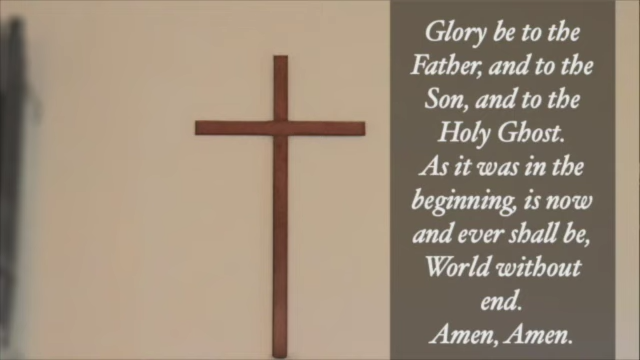 Glory be to the
Father, and to the
Son, and to the
Holy Ghost.
As it was in the
beginning, is now
and ever shall be,
World without
end.
Amen, Amen.